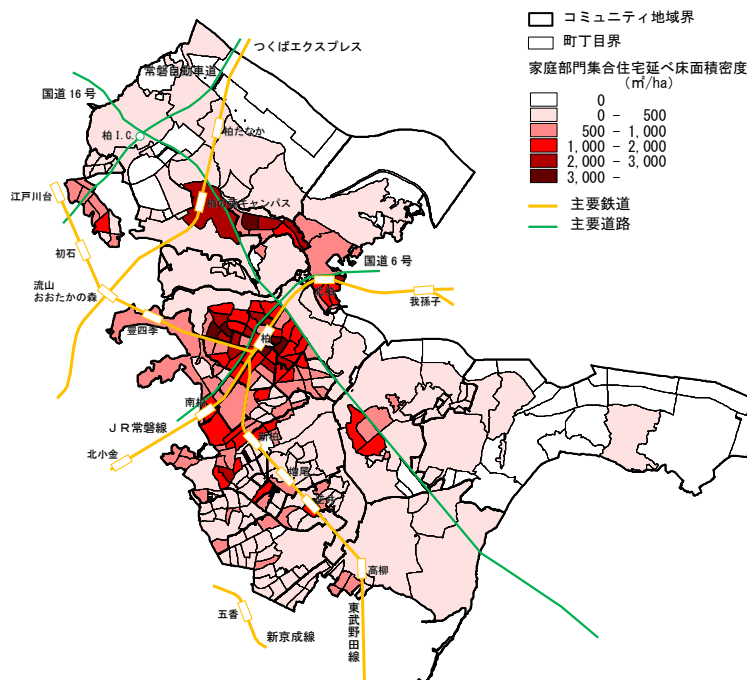 コミュニティ地域界
町丁目界
家庭部門集合住宅延べ床面積密度
(㎡/ha)
0
0 - 500
500 - 1,000
1,000 - 2,000
2,000 - 3,000
3,000 -
主要鉄道
主要道路
つくばエクスプレス
常磐自動車道
国道16号
柏I.C.
柏たなか
江戸川台
柏の葉キャンパス
初石
国道6号
流山
おおたかの森
北柏
我孫子
豊四季
柏
南柏
JR常磐線
新柏
北小金
増尾
逆井
高柳
五香
新京成線
東武野田線